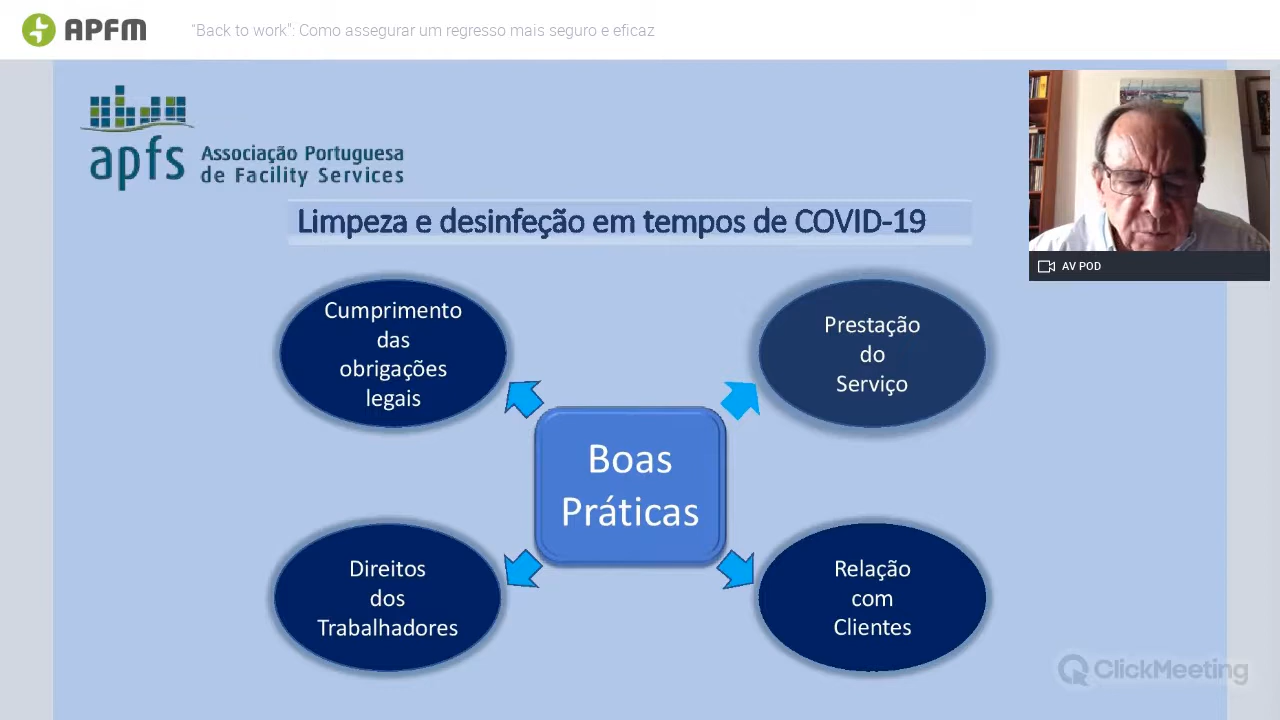 APFM
"Back to work": Como assegurar um regresso mais seguro e eficaz
apfs
Associação Portuguesa
de Facility Services
AV POD
Limpeza e desinfeção em tempos de COVID-19
Cumprimento
das
obrigações
legais
Prestação
do
Serviço
Boas
Práticas
Direitos
dos
Trabalhadores
Relação
com
Clientes
ClickMeeting